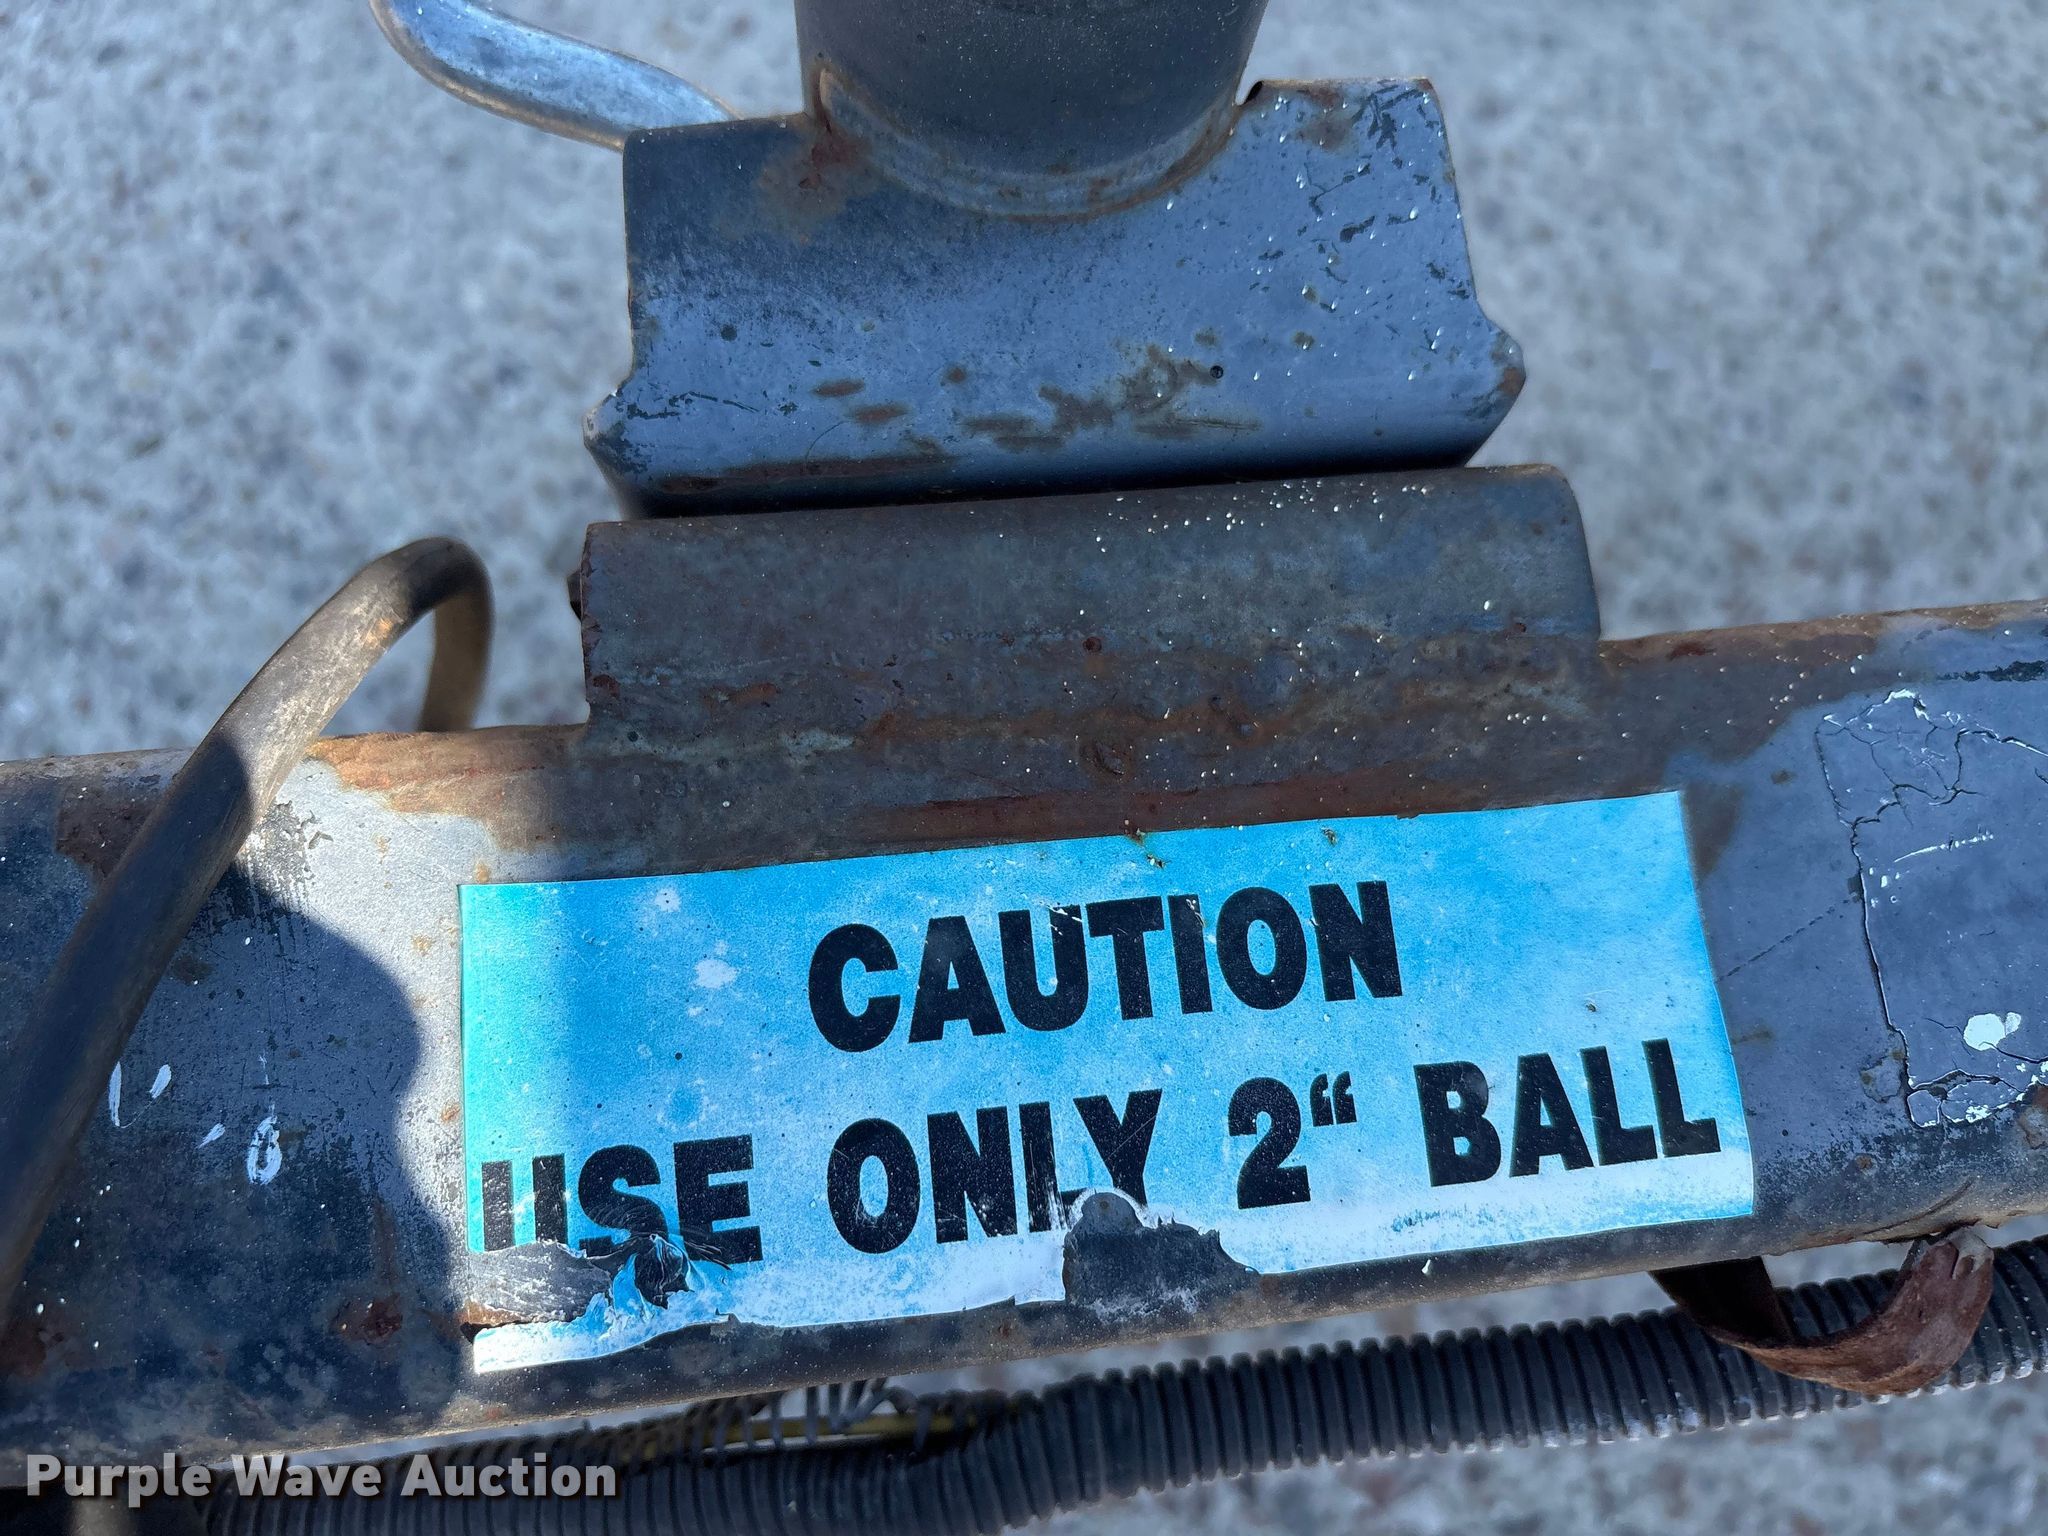 CAUTION
USE ONLY 2“ BALL
Purple Wave Auction